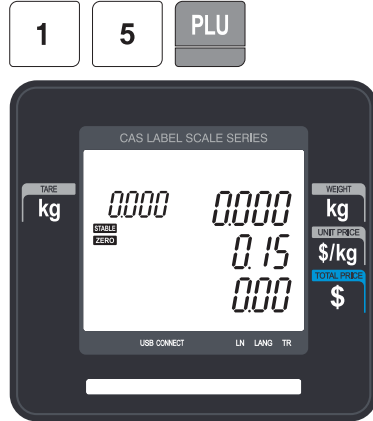 1 5 PLU
CAS LABEL SCALE SERIES
TARE
kg
0.000
STABLE
ZERO
0.000
0.15
0.00
WEIGHT
kg
UNIT PRICE
$/kg
TOTAL PRICE
$
USB CONNECT LN LANG TR